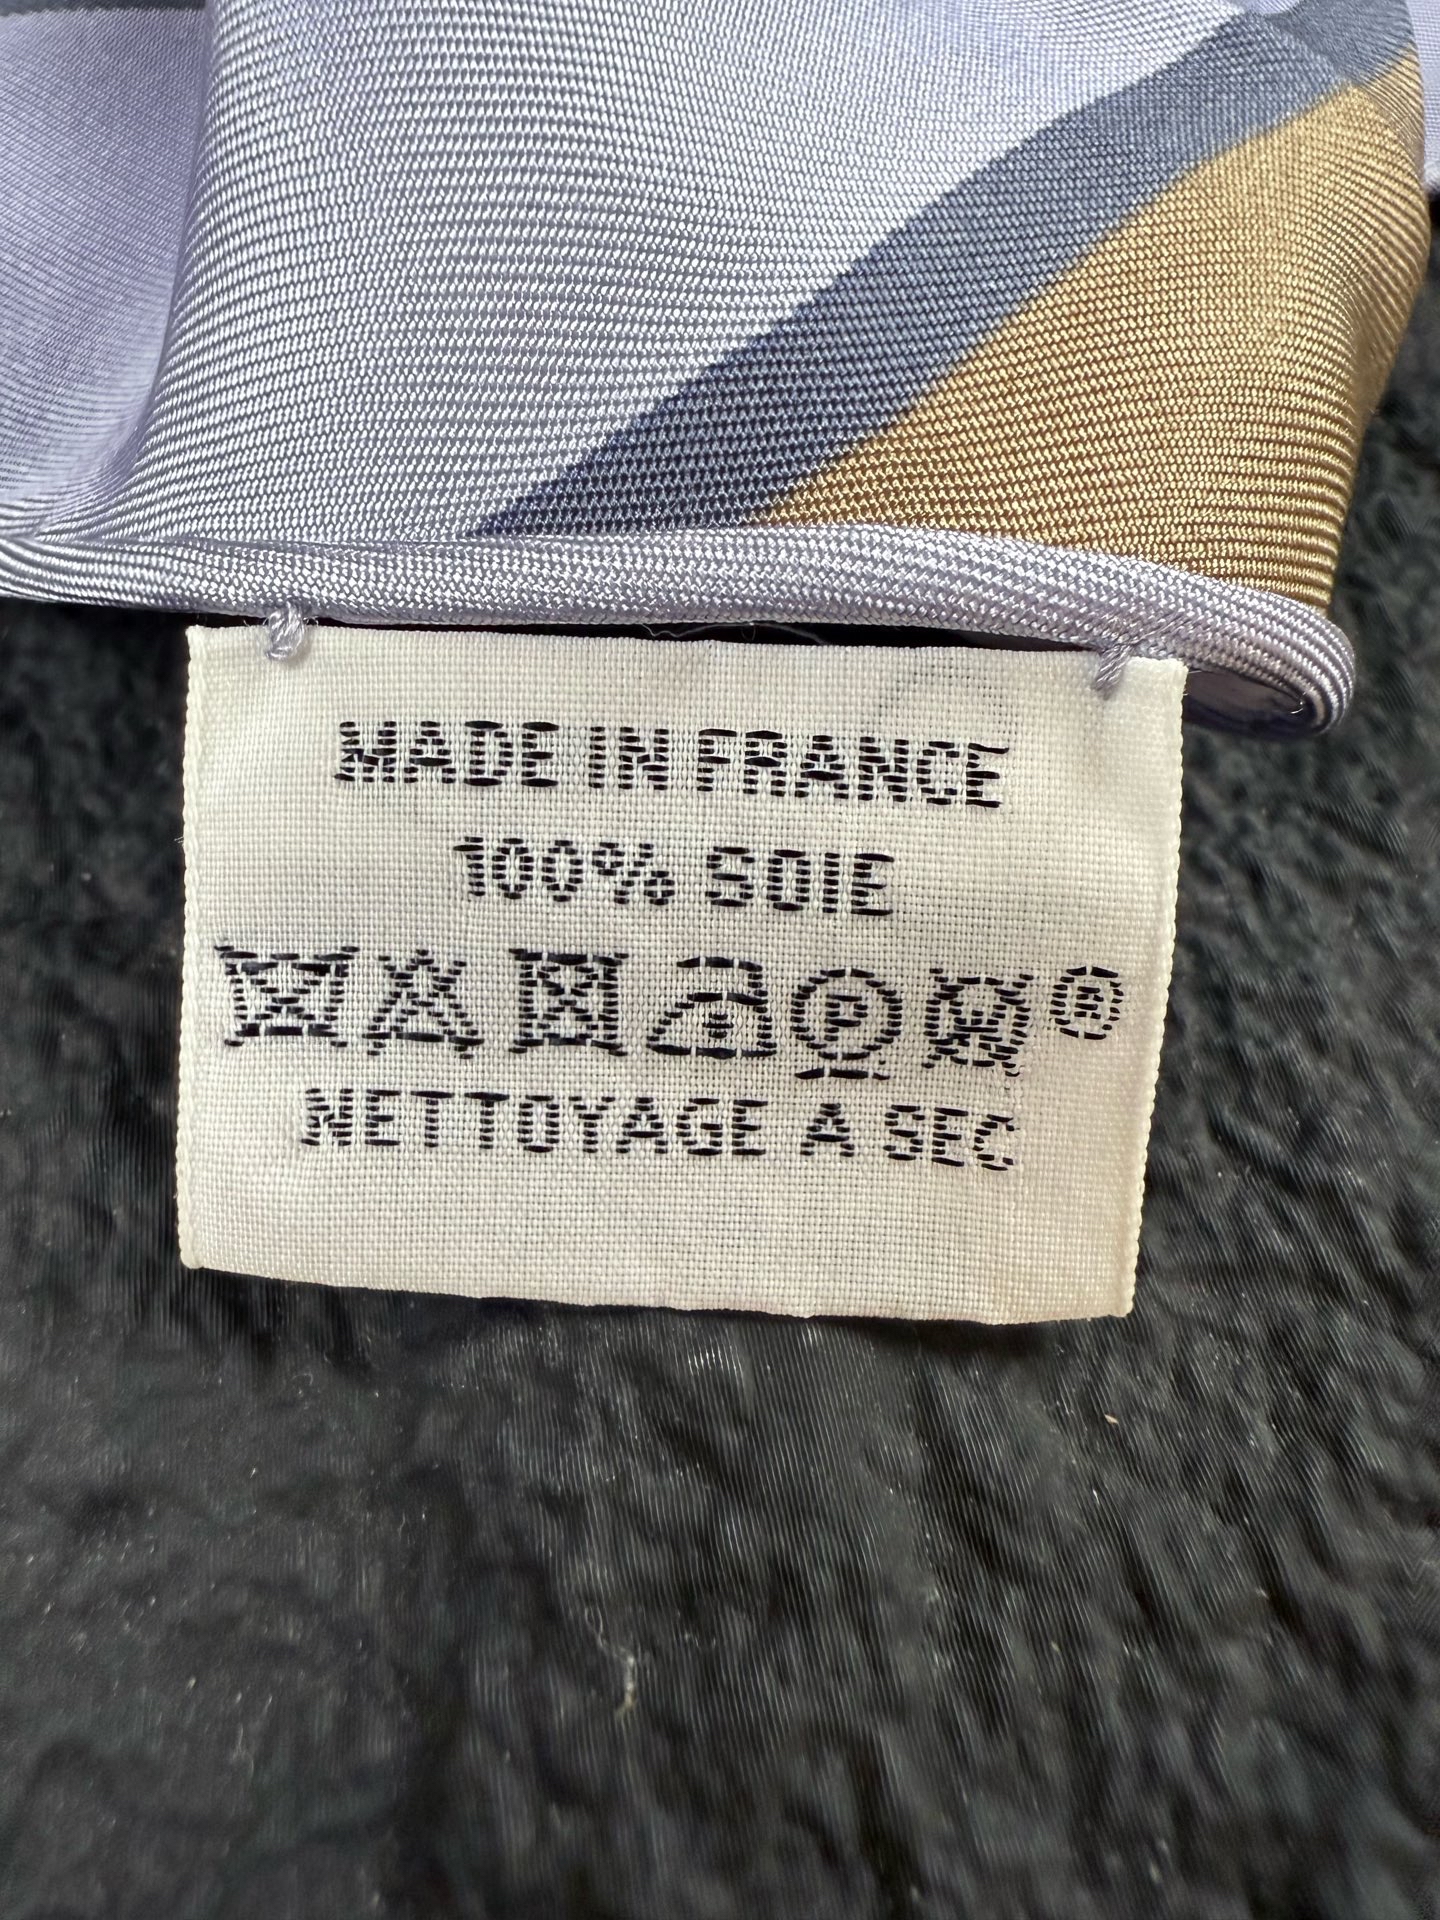 MADE IN FRANCE
100% SOIE
P W ®
NETTOYAGE A SEC